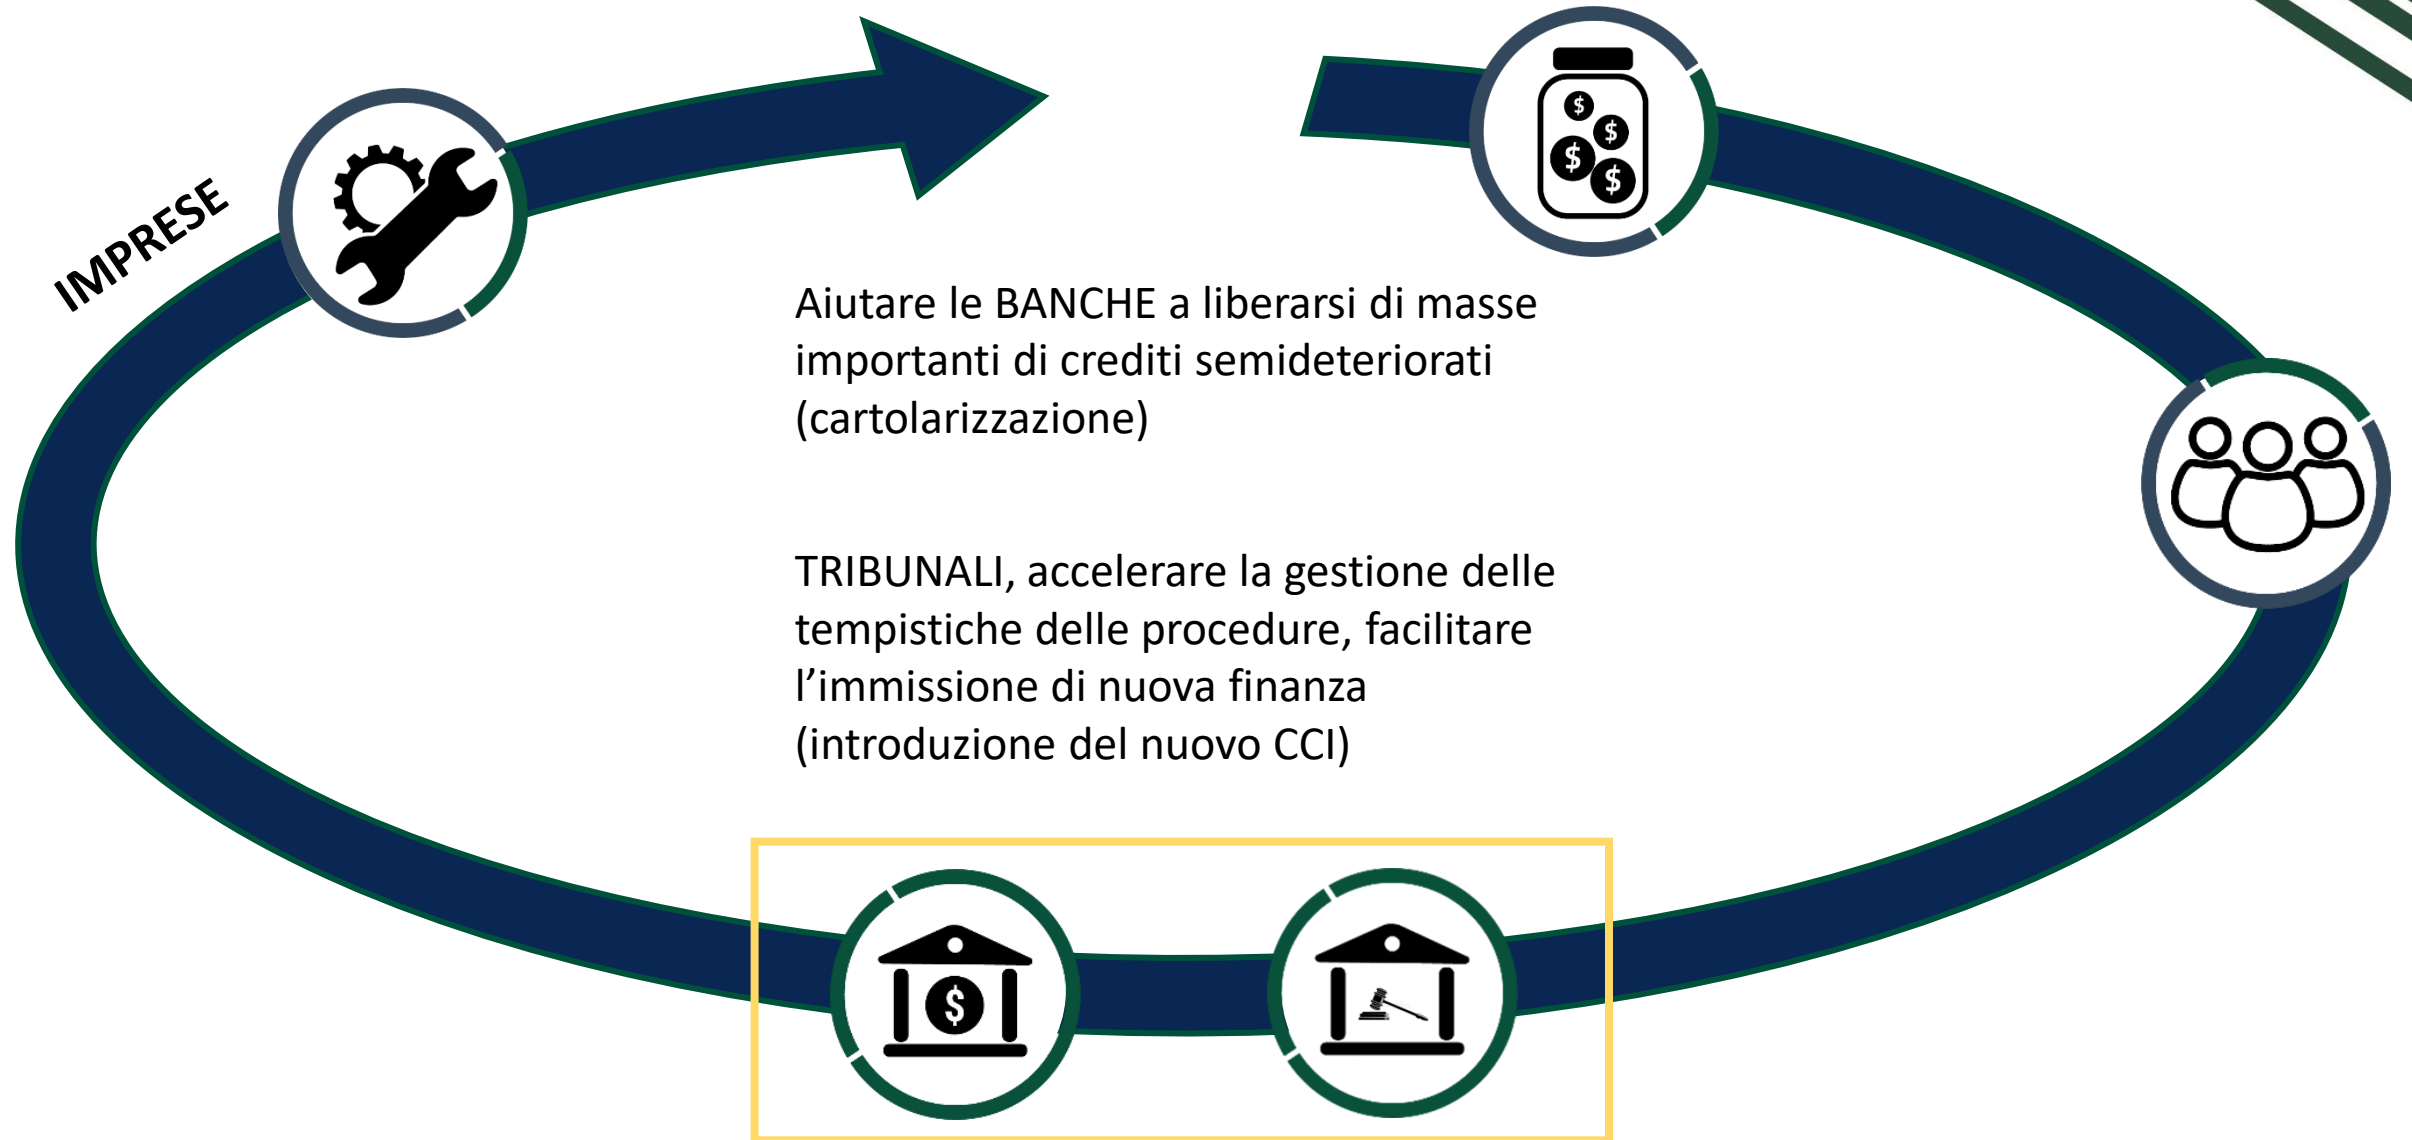 IMPRESE
$
$
$
$
Aiutare le BANCHE a liberarsi di masse
importanti di crediti semideteriorati
(cartolarizzazione)
TRIBUNALI, accelerare la gestione delle
tempistiche delle procedure, facilitare
l’immissione di nuova finanza
(introduzione del nuovo CCI)
$